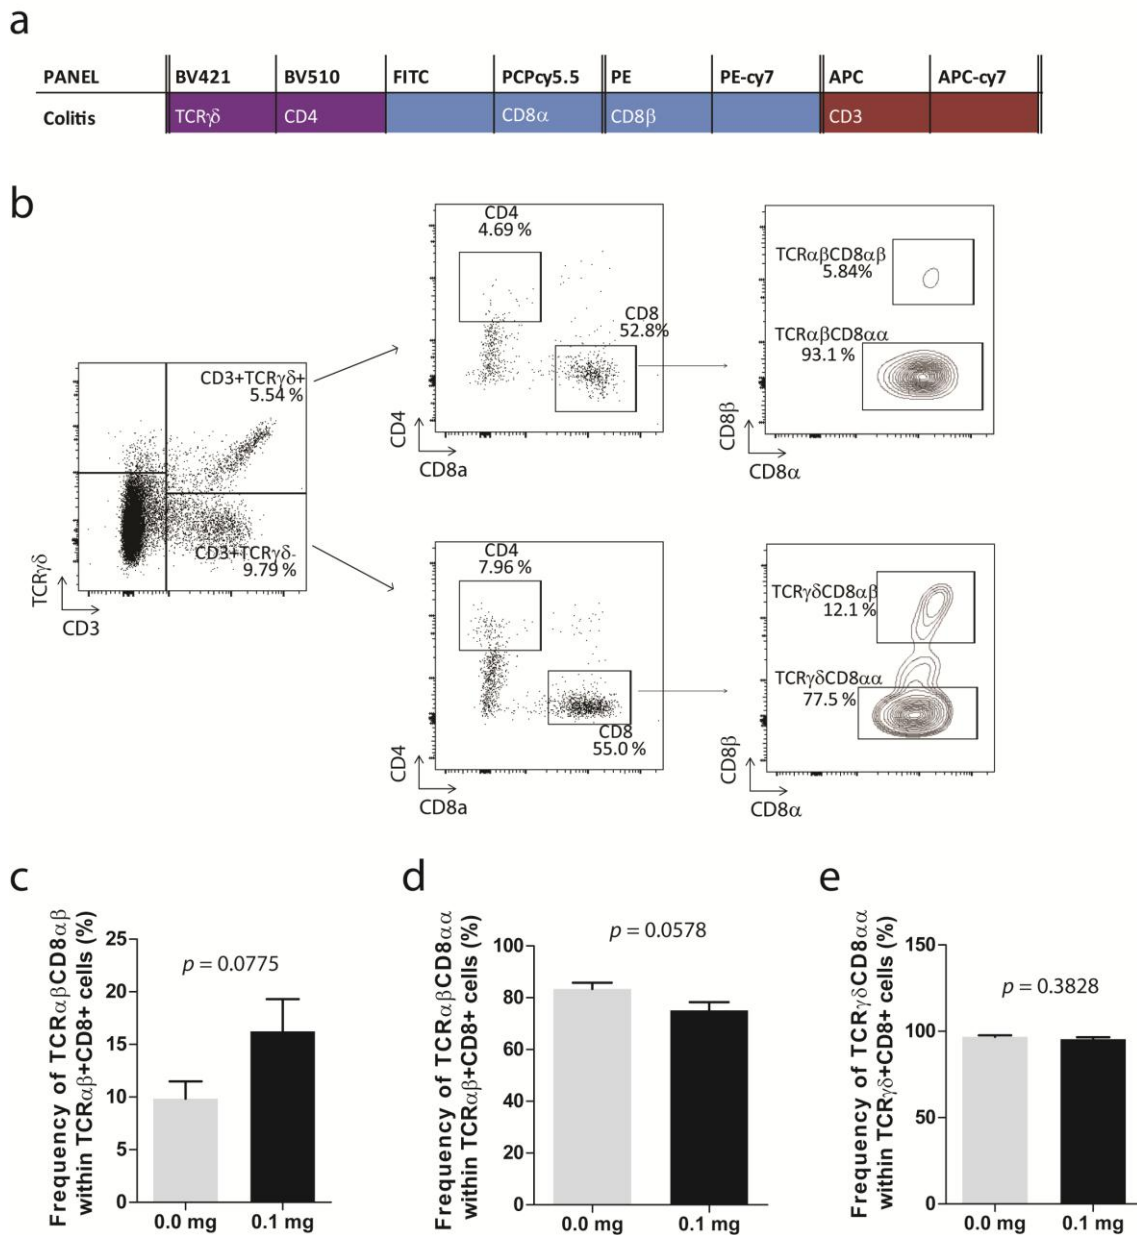 a
PANEL BV421 BV510 FITC PCPcy5.5 PE PE-cy7 APC APC-cy7
Colitis TCRγδ CD4 CD8α CD8β CD3
b
CD3+TCRγδ+
5.54 %
CD3+TCRγδ-
9.79 %
TCRγδ
CD3
CD4
4.69 %
CD8
52.8%
CD4
CD8a
TCRαβCD8αβ
5.84%
TCRαβCD8αα
93.1 %
CD8β
CD8α
CD4
7.96 %
CD8
55.0 %
CD4
CD8a
TCRγδCD8αβ
12.1 %
TCRγδCD8αα
77.5 %
CD8β
CD8α
c
Frequency of TCRαβCD8αβ
within TCRαβ+CD8+ cells (%)
25
20
15
10
5
0
p = 0.0775
0.0 mg 0.1 mg
d
Frequency of TCRαβCD8αα
within TCRαβ+CD8+ cells (%)
100
80
60
40
20
0
p = 0.0578
0.0 mg 0.1 mg
e
Frequency of TCRγδCD8αα
within TCRγδ+CD8+ cells (%)
150
100
50
0
p = 0.3828
0.0 mg 0.1 mg